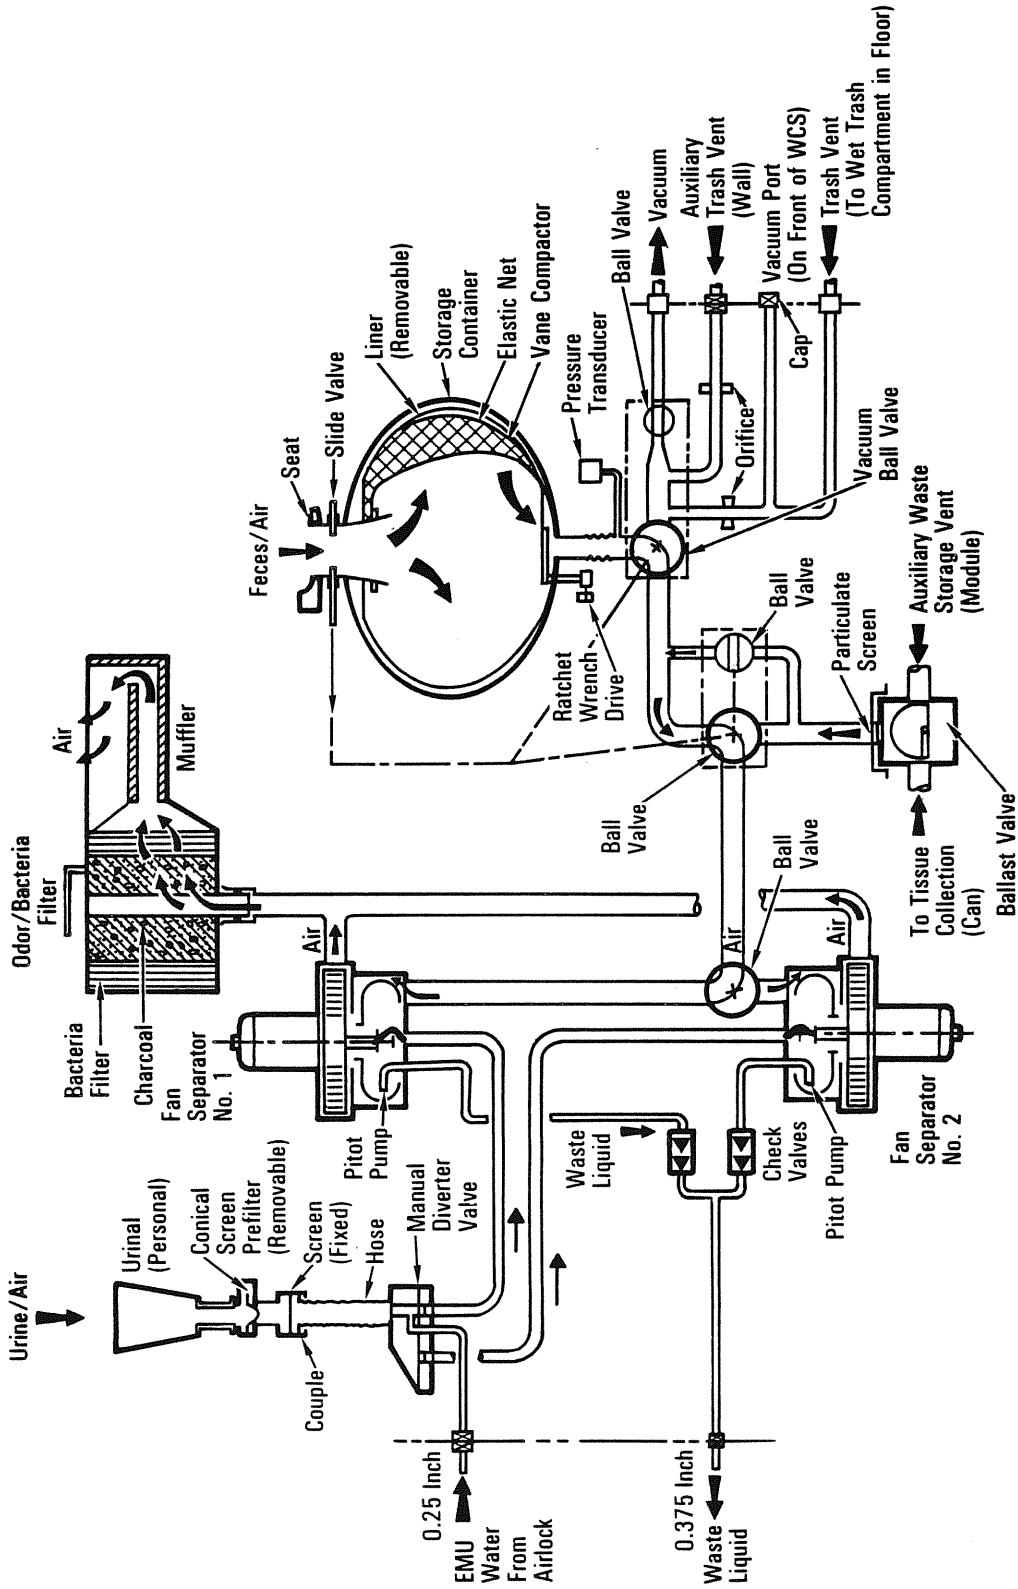 Urine/Air
Urinal
(Personal)
Conical
Screen
Prefilter
(Removable)
Screen
(Fixed)
Hose
Couple
Manual
Diverter
Valve
0.25 Inch
EMU
Water
From
Airlock
0.375 Inch
Waste
Liquid
Odor/Bacteria
Filter
Bacteria
Filter
Charcoal
Fan
Separator
No. 1
Air
Muffler
Air
Pitot
Pump
Waste
Liquid
Check
Valves
Pitot Pump
Fan
Separator
No. 2
Air
Air
Ball
Valve
Ball
Valve
Feces/Air
Seat
Slide Valve
Liner
(Removable)
Storage
Container
Elastic Net
Vane Compactor
Pressure
Transducer
Ratchet
Wrench
Drive
Ball Valve
Vacuum
Auxiliary
Trash Vent
(Wall)
Vacuum Port
(On Front of WCS)
Cap
Trash Vent
(To Wet Trash
Compartment in Floor)
Orifice
Vacuum
Ball Valve
Ball
Valve
Particulate
Screen
Auxiliary Waste
Storage Vent
(Module)
To Tissue
Collection
(Can)
Ballast Valve